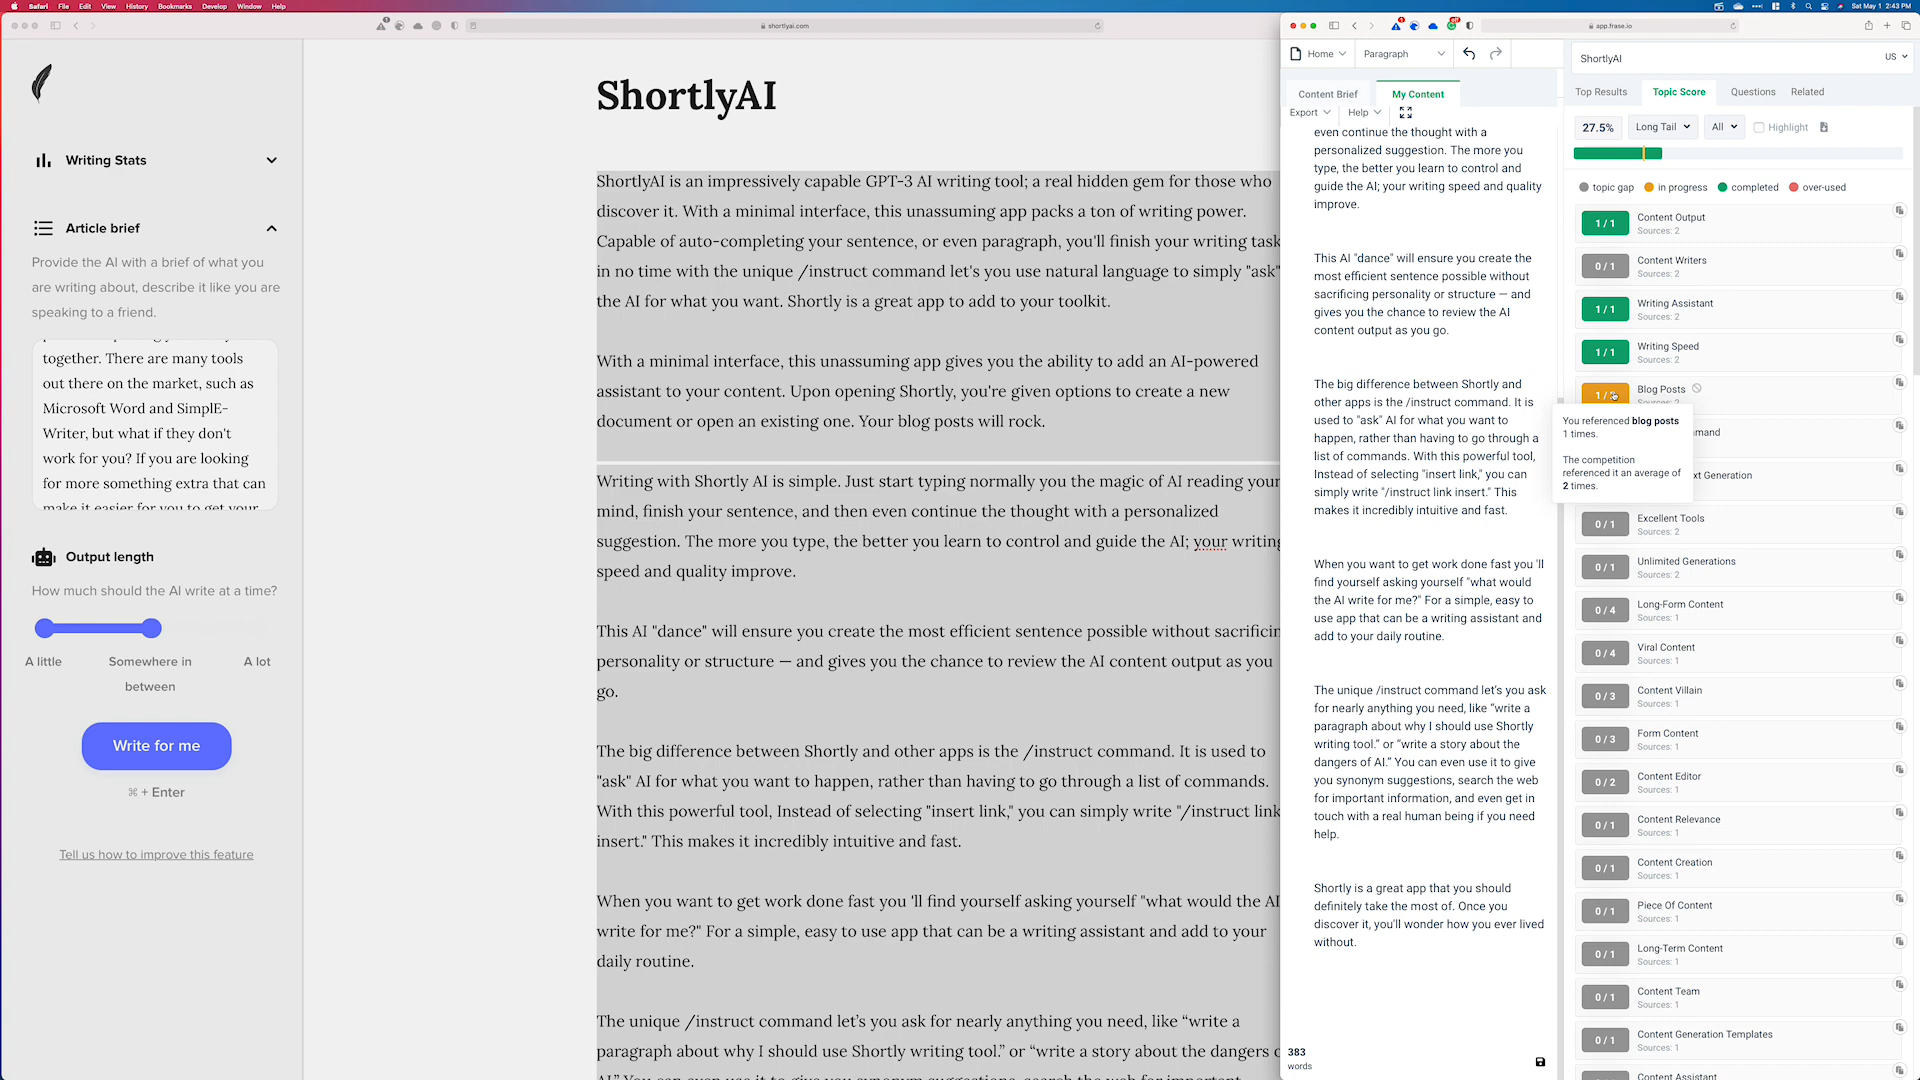 Safari File Edit View History Bookmarks Develop Window Help
Sat May 1 2:43 PM
shortlyai.com
Writing Stats
Article brief
Provide the AI with a brief of what you
are writing about, describe it like you are
speaking to a friend.
together. There are many tools
out there on the market, such as
Microsoft Word and SimplE-
Writer, but what if they don't
work for you? If you are looking
for more something extra that can
make it easier for you to get your
Output length
How much should the AI write at a time?
A little
Somewhere in
between
A lot
Write for me
⌘ + Enter
Tell us how to improve this feature
ShortlyAI
ShortlyAI is an impressively capable GPT-3 AI writing tool; a real hidden gem for those who
discover it. With a minimal interface, this unassuming app packs a ton of writing power.
Capable of auto-completing your sentence, or even paragraph, you'll finish your writing task
in no time with the unique /instruct command let's you use natural language to simply "ask"
the AI for what you want. Shortly is a great app to add to your toolkit.
With a minimal interface, this unassuming app gives you the ability to add an AI-powered
assistant to your content. Upon opening Shortly, you're given options to create a new
document or open an existing one. Your blog posts will rock.
Writing with Shortly AI is simple. Just start typing normally you the magic of AI reading your
mind, finish your sentence, and then even continue the thought with a personalized
suggestion. The more you type, the better you learn to control and guide the AI; your writing
speed and quality improve.
This AI "dance" will ensure you create the most efficient sentence possible without sacrificin
personality or structure — and gives you the chance to review the AI content output as you
go.
The big difference between Shortly and other apps is the /instruct command. It is used to
"ask" AI for what you want to happen, rather than having to go through a list of commands.
With this powerful tool, Instead of selecting "insert link," you can simply write "/instruct link
insert." This makes it incredibly intuitive and fast.
When you want to get work done fast you 'll find yourself asking yourself "what would the AI
write for me?" For a simple, easy to use app that can be a writing assistant and add to your
daily routine.
The unique /instruct command let's you ask for nearly anything you need, like “write a
paragraph about why I should use Shortly writing tool.” or “write a story about the dangers o
AI.” You can even use it to give you synonym suggestions, search the web for important
app.frase.io
Home
Paragraph
Content Brief
My Content
Export
Help
even continue the thought with a
personalized suggestion. The more you
type, the better you learn to control and
guide the AI; your writing speed and quality
improve.
This AI "dance" will ensure you create the
most efficient sentence possible without
sacrificing personality or structure — and
gives you the chance to review the AI
content output as you go.
The big difference between Shortly and
other apps is the /instruct command. It is
used to "ask" AI for what you want to
happen, rather than having to go through a
list of commands. With this powerful tool,
Instead of selecting "insert link," you can
simply write "/instruct link insert." This
makes it incredibly intuitive and fast.
When you want to get work done fast you 'll
find yourself asking yourself "what would
the AI write for me?" For a simple, easy to
use app that can be a writing assistant and
add to your daily routine.
The unique /instruct command let's you ask
for nearly anything you need, like “write a
paragraph about why I should use Shortly
writing tool.” or “write a story about the
dangers of AI.” You can even use it to give
you synonym suggestions, search the web
for important information, and even get in
touch with a real human being if you need
help.
Shortly is a great app that you should
definitely take the most of. Once you
discover it, you'll wonder how you ever lived
without.
383
words
ShortlyAI
US
Top Results
Topic Score
Questions
Related
27.5%
Long Tail
All
Highlight
topic gap
in progress
completed
over-used
1 / 1
Content Output
Sources: 2
0 / 1
Content Writers
Sources: 2
1 / 1
Writing Assistant
Sources: 2
1 / 1
Writing Speed
Sources: 2
1 /
Blog Posts
Sources: 2
You referenced blog posts
1 times.
The competition
referenced it an average of
2 times.
mand
xt Generation
0 / 1
Excellent Tools
Sources: 2
0 / 1
Unlimited Generations
Sources: 2
0 / 4
Long-Form Content
Sources: 1
0 / 4
Viral Content
Sources: 1
0 / 3
Content Villain
Sources: 1
0 / 3
Form Content
Sources: 1
0 / 2
Content Editor
Sources: 1
0 / 1
Content Relevance
Sources: 1
0 / 1
Content Creation
Sources: 1
0 / 1
Piece Of Content
Sources: 1
0 / 1
Long-Term Content
Sources: 1
0 / 1
Content Team
Sources: 1
0 / 1
Content Generation Templates
Sources: 1
Content Assistant